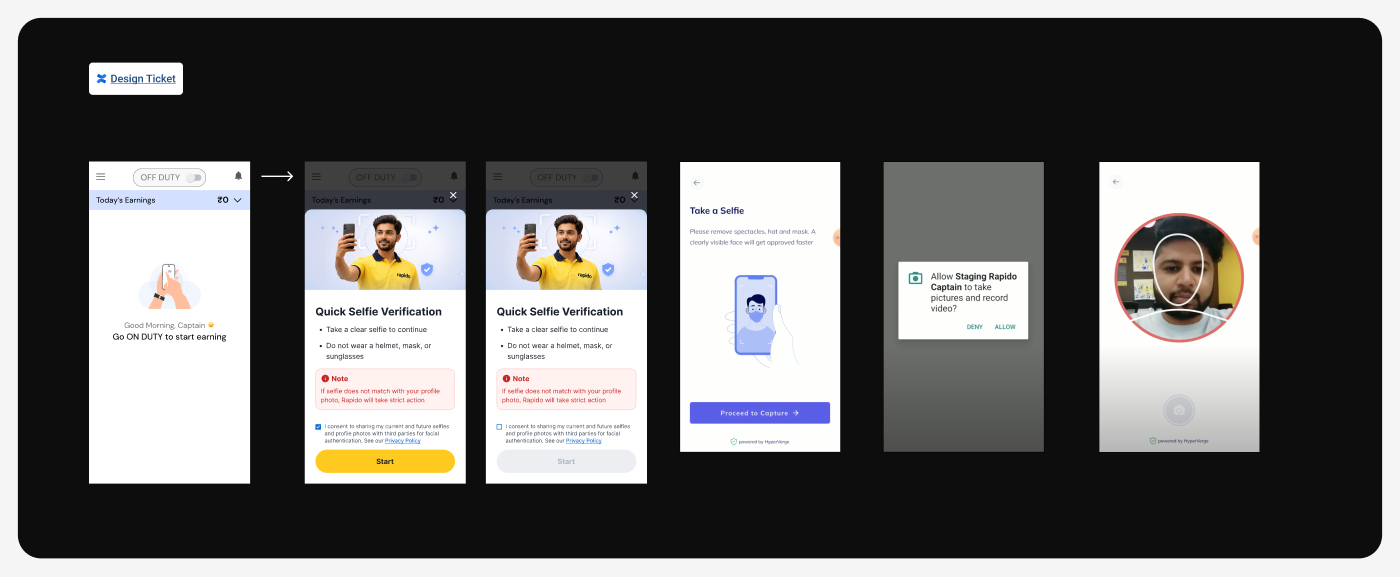 Design Ticket
OFF DUTY
Today's Earnings ₹0
Good Morning, Captain
Go ON DUTY to start earning
OFF DUTY
Today's Earnings ₹0
rapido
Quick Selfie Verification
• Take a clear selfie to continue
• Do not wear a helmet, mask, or
sunglasses
Note
If selfie does not match with your profile
photo, Rapido will take strict action
I consent to sharing my current and future selfies
and profile photos with third parties for facial
authentication. See our Privacy Policy
Start
OFF DUTY
Today's Earnings ₹0
rapido
Quick Selfie Verification
• Take a clear selfie to continue
• Do not wear a helmet, mask, or
sunglasses
Note
If selfie does not match with your profile
photo, Rapido will take strict action
I consent to sharing my current and future selfies
and profile photos with third parties for facial
authentication. See our Privacy Policy
Start
Take a Selfie
Please remove spectacles, hat and mask. A
clearly visible face will get approved faster
Proceed to Capture
powered by HyperVerge
Allow Staging Rapido
Captain to take
pictures and record
video?
DENY ALLOW
powered by HyperVerge